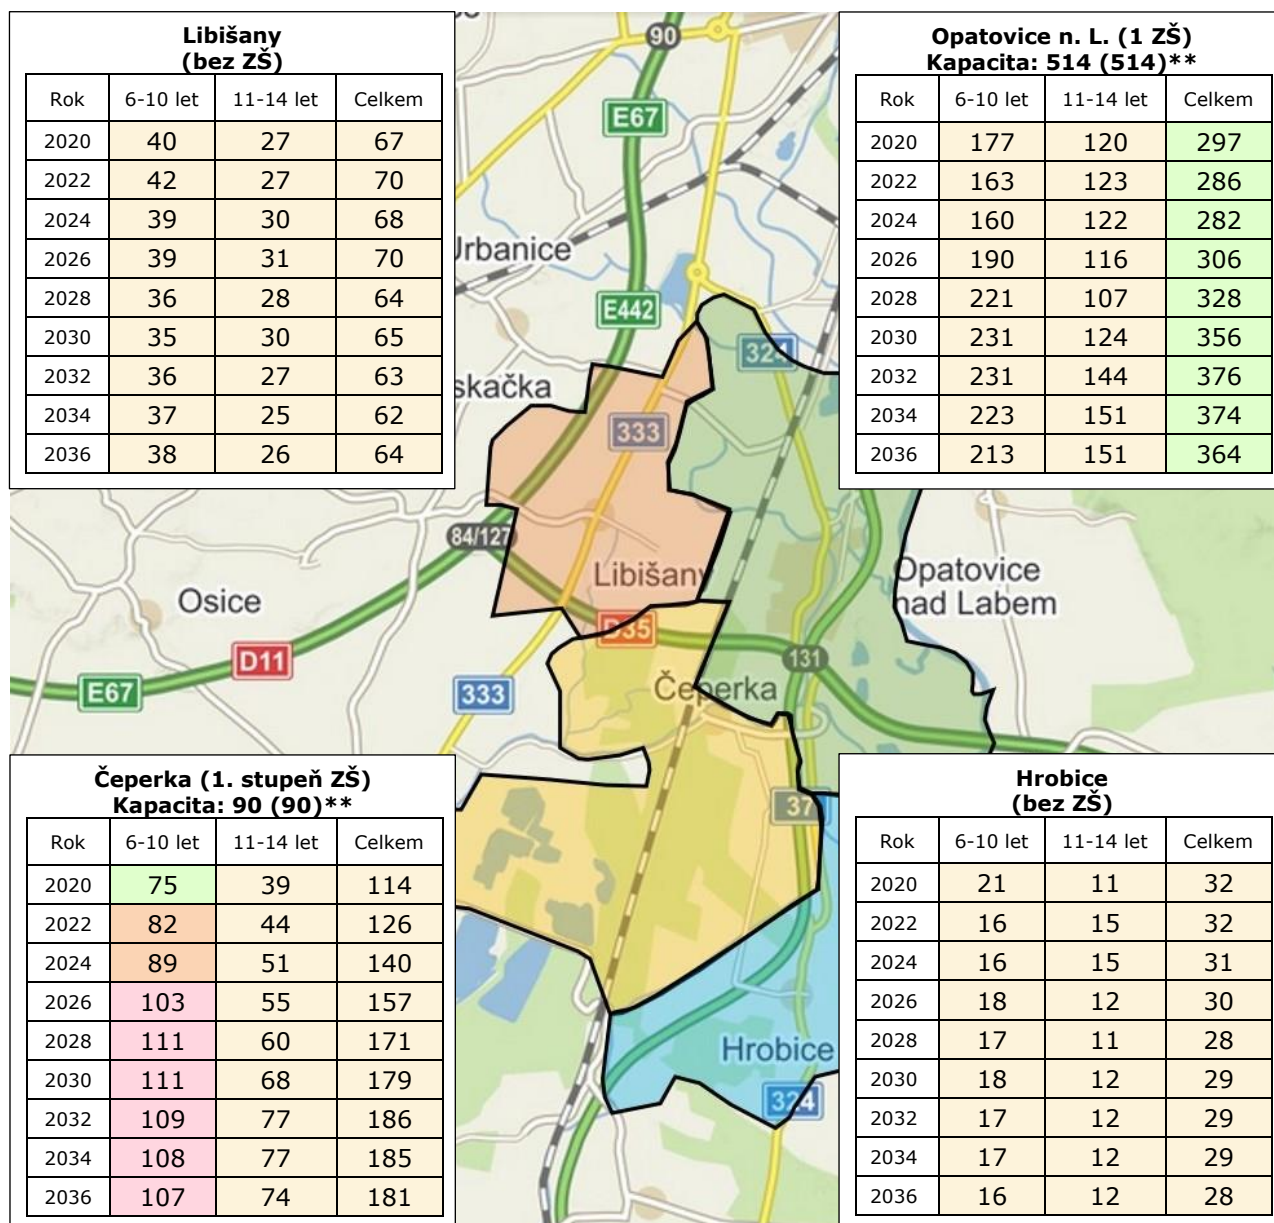 Libišany
(bez ZŠ)
Rok 6-10 let 11-14 let Celkem
2020 40 27 67
2022 42 27 70
2024 39 30 68
2026 39 31 70
2028 36 28 64
2030 35 30 65
2032 36 27 63
2034 37 25 62
2036 38 26 64
Opatovice n. L. (1 ZŠ)
Kapacita: 514 (514)**
Rok 6-10 let 11-14 let Celkem
2020 177 120 297
2022 163 123 286
2024 160 122 282
2026 190 116 306
2028 221 107 328
2030 231 124 356
2032 231 144 376
2034 223 151 374
2036 213 151 364
90
E67
Urbanice
E442
324
skačka
333
84/127
Libišany
Opatovice
nad Labem
Osice
D35
D11
131
E67
333
Čeperka
37
Hrobice
324
Čeperka (1. stupeň ZŠ)
Kapacita: 90 (90)**
Rok 6-10 let 11-14 let Celkem
2020 75 39 114
2022 82 44 126
2024 89 51 140
2026 103 55 157
2028 111 60 171
2030 111 68 179
2032 109 77 186
2034 108 77 185
2036 107 74 181
Hrobice
(bez ZŠ)
Rok 6-10 let 11-14 let Celkem
2020 21 11 32
2022 16 15 32
2024 16 15 31
2026 18 12 30
2028 17 11 28
2030 18 12 29
2032 17 12 29
2034 17 12 29
2036 16 12 28